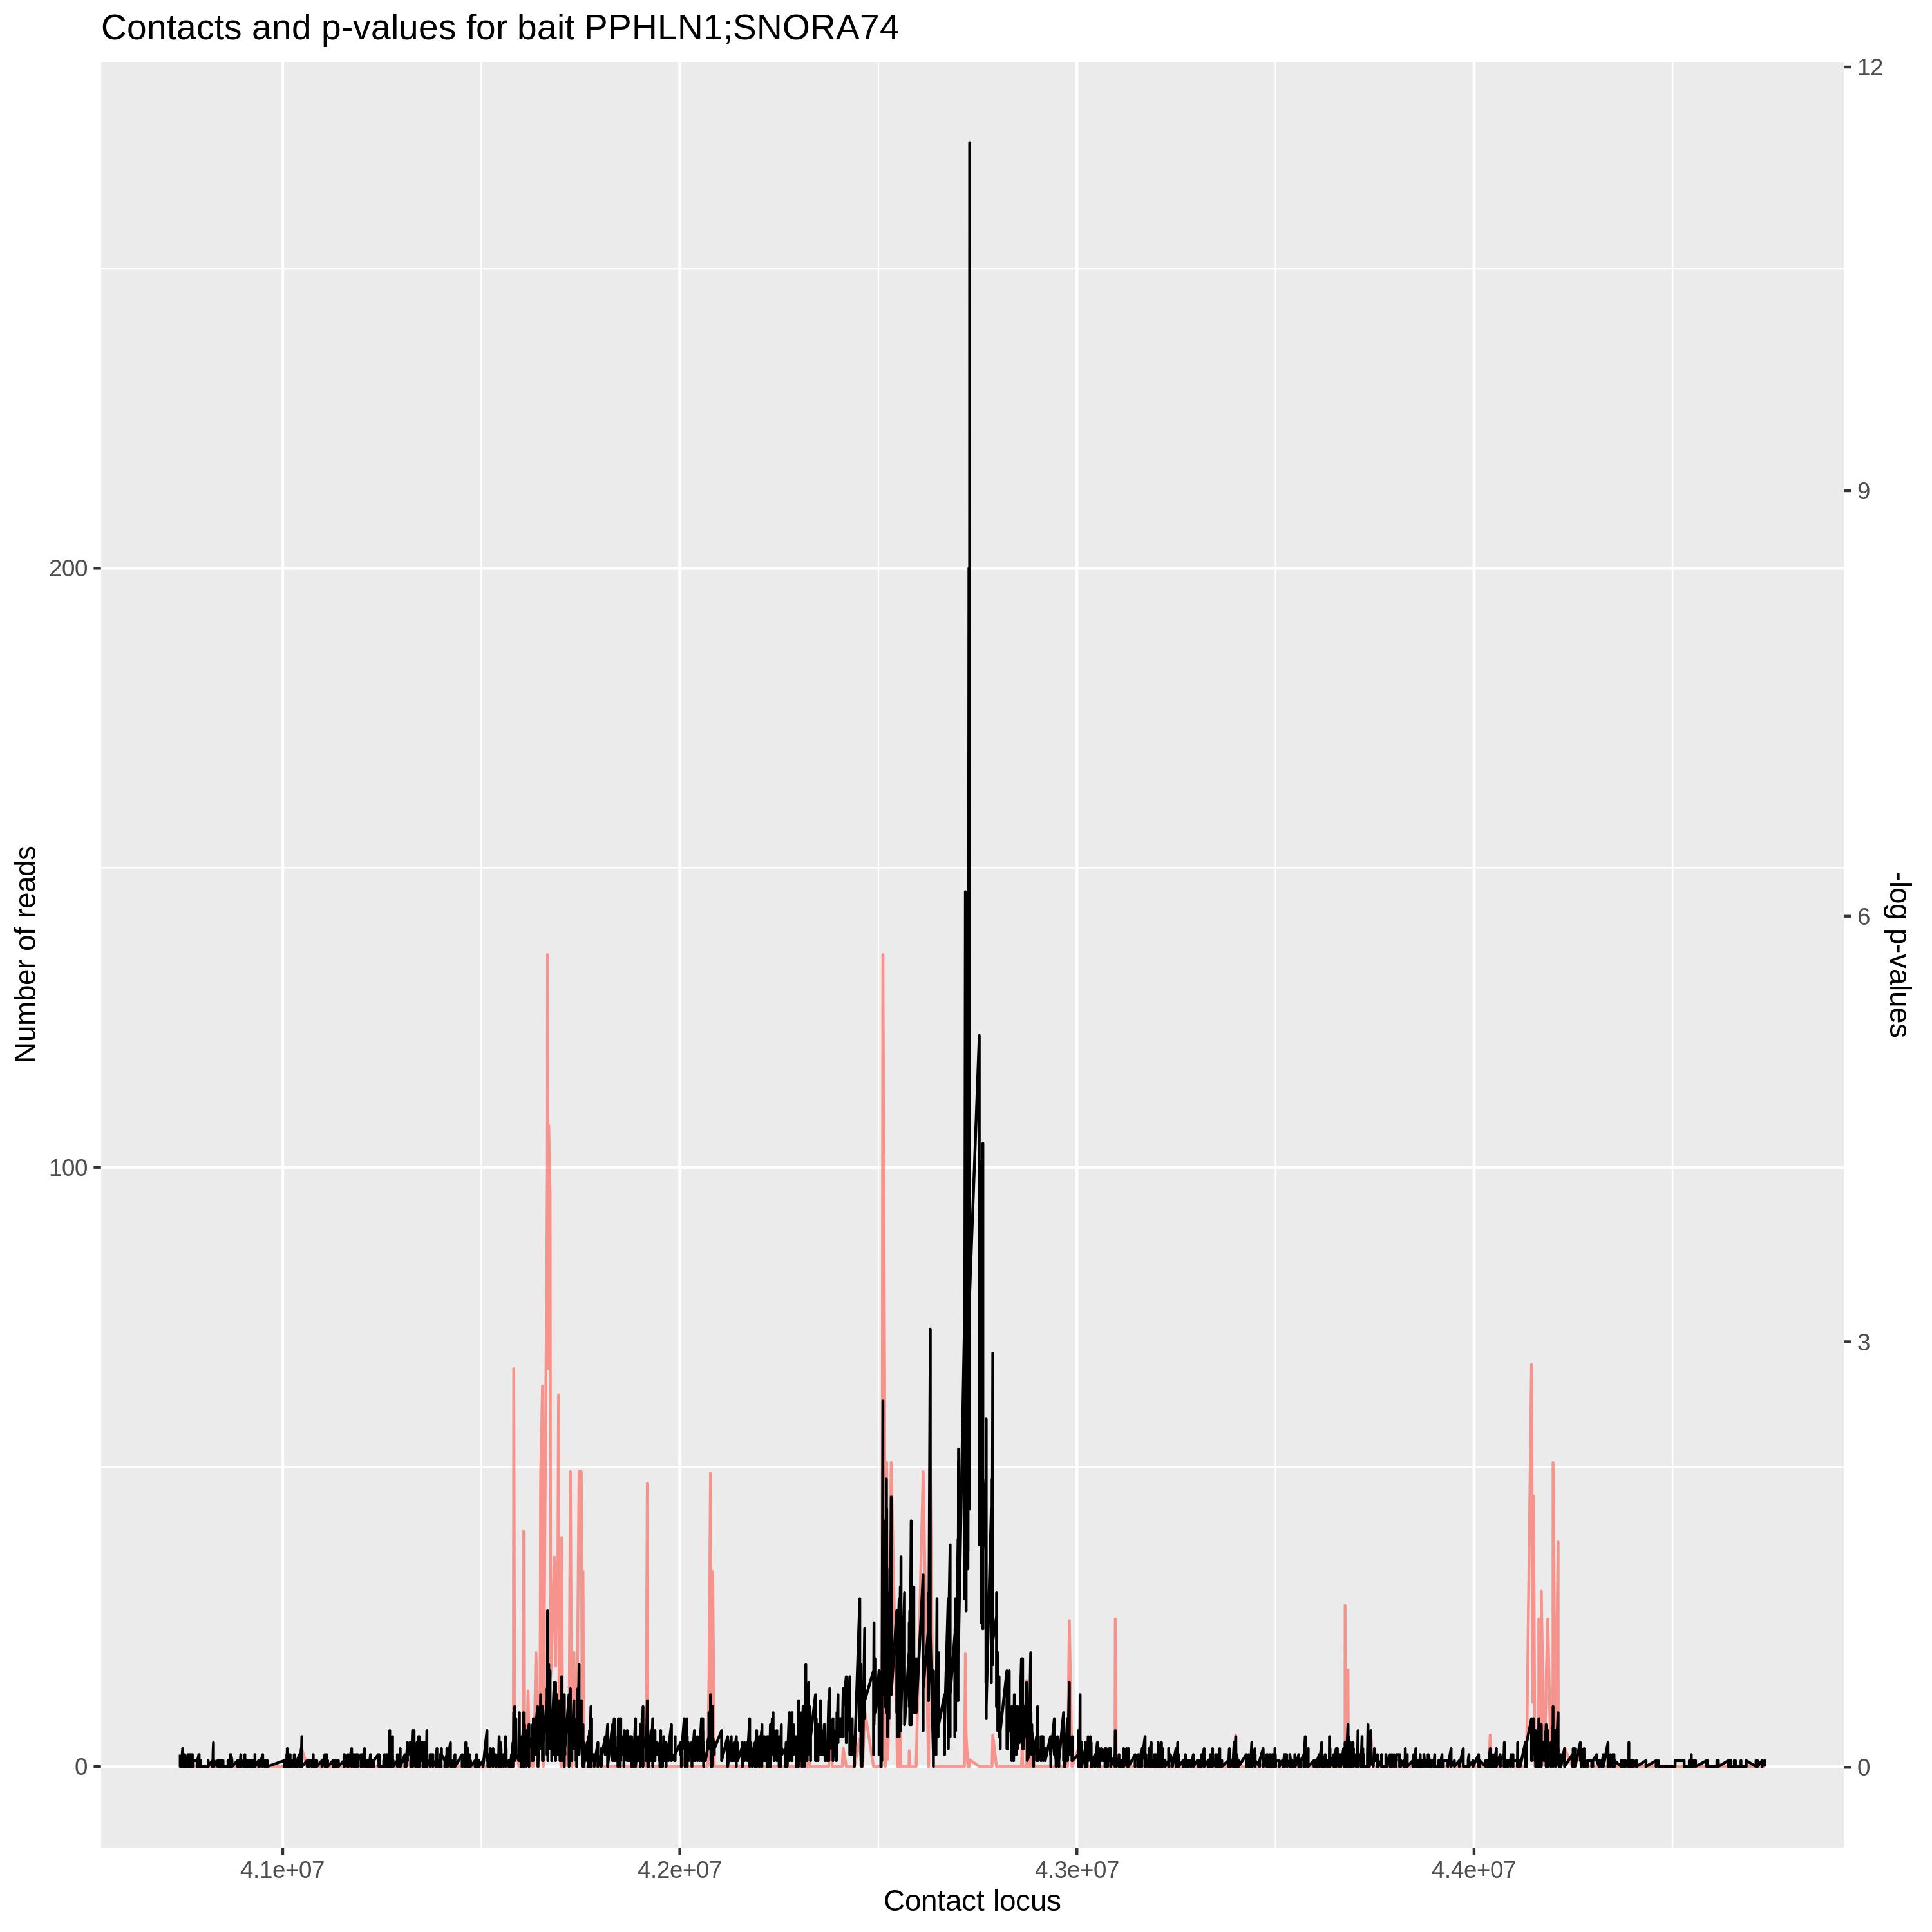 Contacts and p-values for bait PPHLN1;SNORA74
Number of reads
200
100
0
12
9
6
3
0
-log p-values
4.1e+07
4.2e+07
4.3e+07
4.4e+07
Contact locus